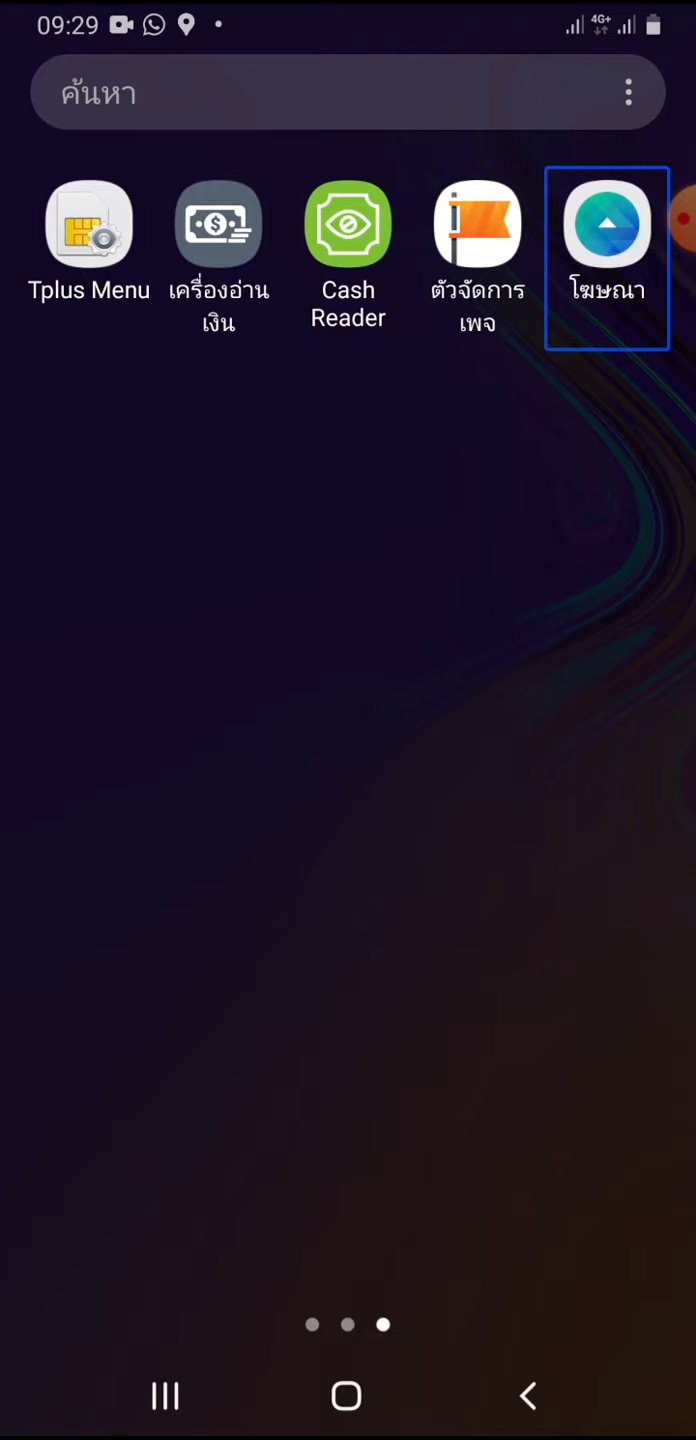 09:29
4G+
ค้นหา
Tplus Menu
เครื่องอ่าน
เงิน
Cash
Reader
ตัวจัดการ
เพจ
โฆษณา